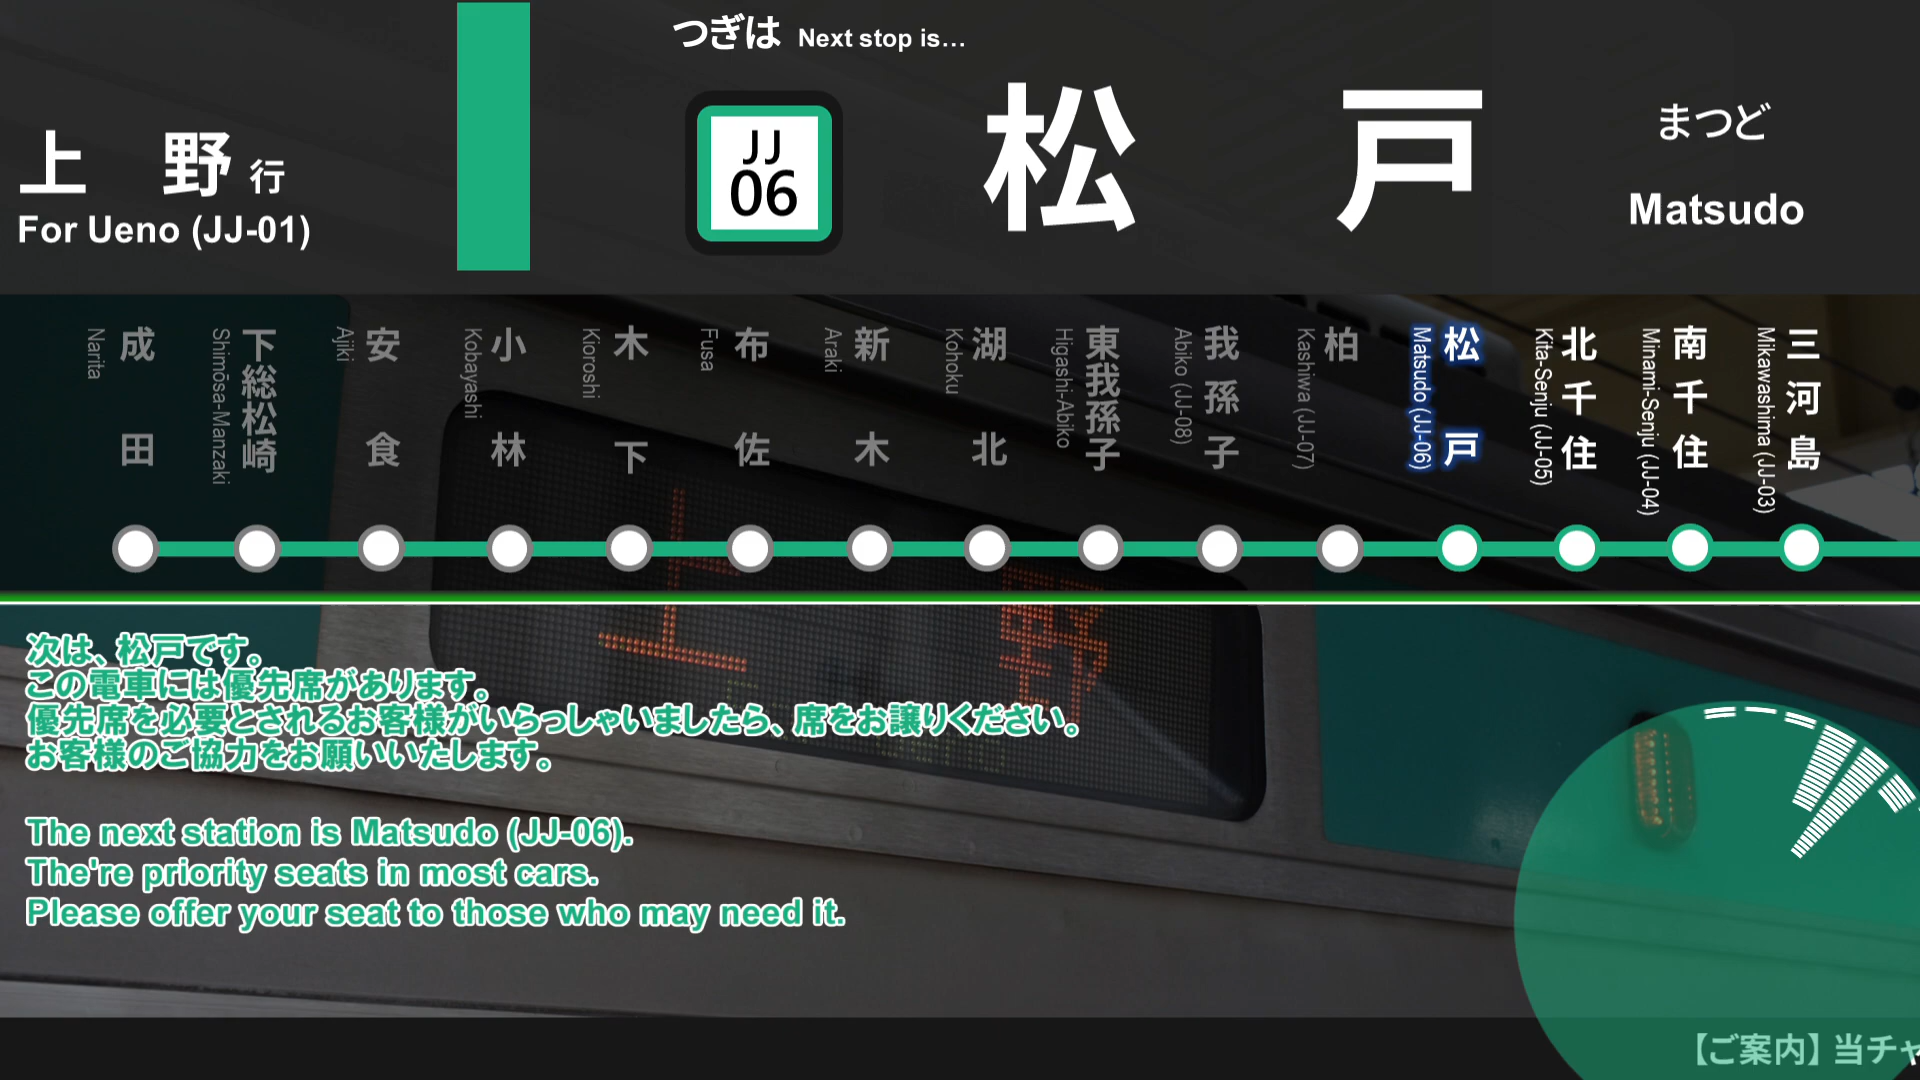 つぎは Next stop is…
上 野 行
For Ueno (JJ-01)
JJ
06
松 戸
まつど
Matsudo
成田
Narita
下総松崎
Shimōsa-Manzaki
安食
Ajiki
小林
Kobayashi
木下
Kioroshi
布佐
Fusa
新木
Araki
湖北
Kohoku
東我孫子
Higashi-Abiko
我孫子
Abiko (JJ-08)
柏
Kashiwa (JJ-07)
松戸
Matsudo (JJ-06)
北千住
Kita-Senju (JJ-05)
南千住
Minami-Senju (JJ-04)
三河島
Mikawashima (JJ-03)
上 野
次は、松戸です。
この電車には優先席があります。
優先席を必要とされるお客様がいらっしゃいましたら、席をお譲りください。
お客様のご協力をお願いいたします。
The next station is Matsudo (JJ-06).
The're priority seats in most cars.
Please offer your seat to those who may need it.
【ご案内】当チャ